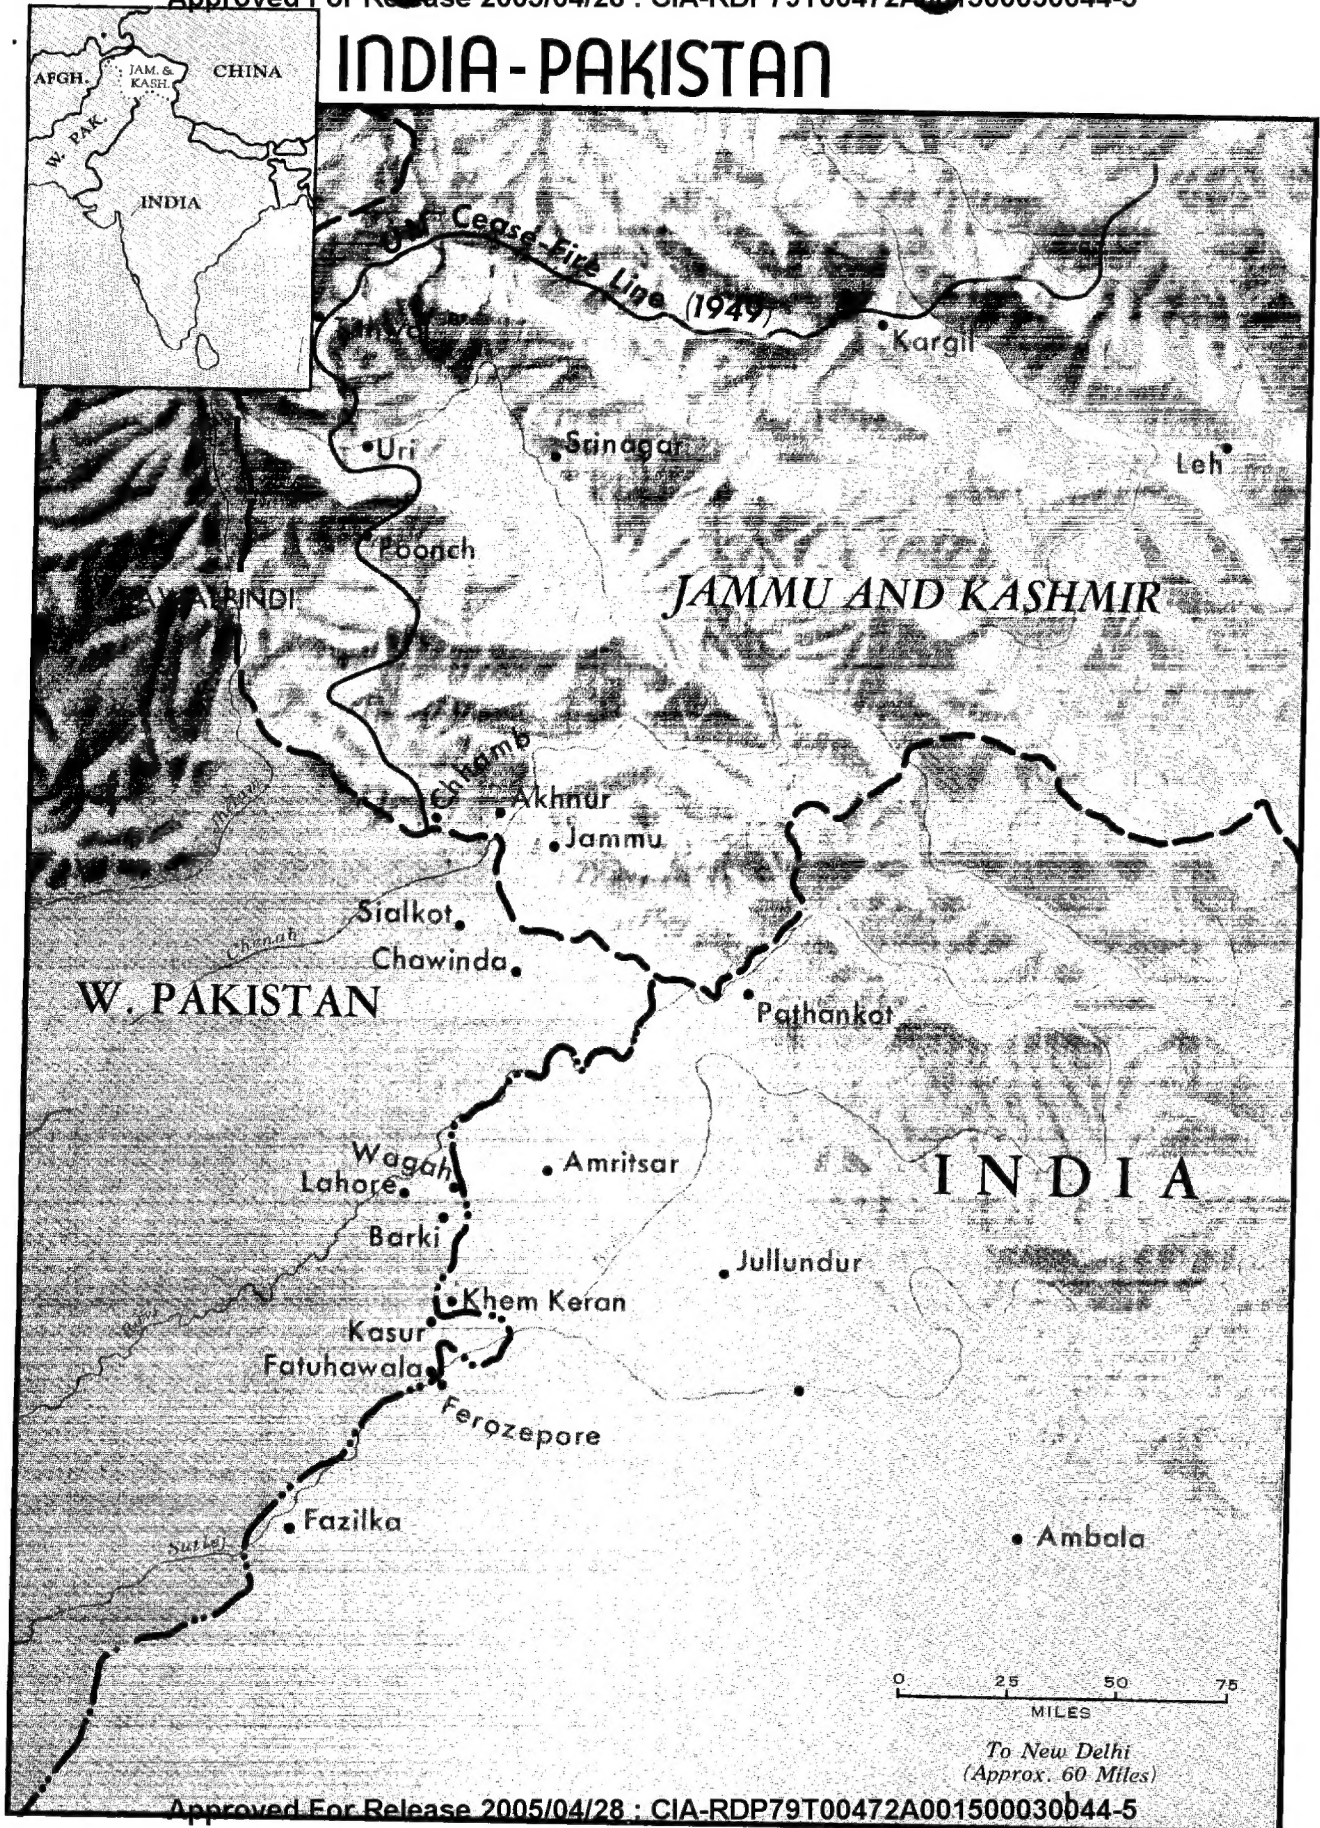 Approved For Release 2005/04/28 : CIA-RDP79T00472A001500030044-5
INDIA - PAKISTAN
AFGH.
JAM. &
KASH.
CHINA
W. PAK.
INDIA
U.N. Cease-Fire Line (1949)
Kargil
Uri
Srinagar
Leh
Poonch
RAWALPINDI
JAMMU AND KASHMIR
Chhamb
Akhnur
Jammu
Jhelum
Sialkot
Chenab
Chawinda
W. PAKISTAN
Pathankot
Wagah
Lahore
Amritsar
INDIA
Barki
Jullundur
Khem Keran
Ravi
Kasur
Fatuhawala
Ferozepore
Fazilka
Sutlej
Ambala
0 25 50 75
MILES
To New Delhi
(Approx. 60 Miles)
Approved For Release 2005/04/28 : CIA-RDP79T00472A001500030044-5